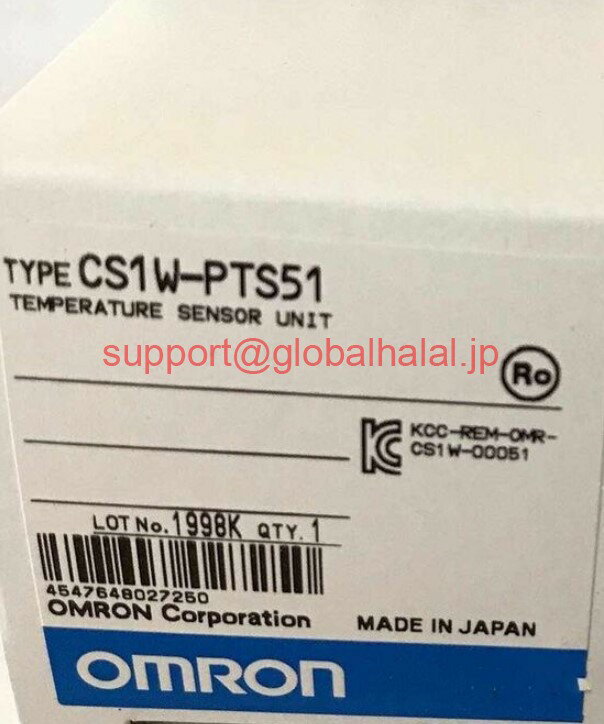 TYPE CS1W-PTS51
TEMPERATURE SENSOR UNIT
support@globalhalal.jp
Ro
KCC-REM-OMR-
CS1W-00051
LOT No. 1998K QTY. 1
4547648027250
OMRON Corporation MADE IN JAPAN
OMRON